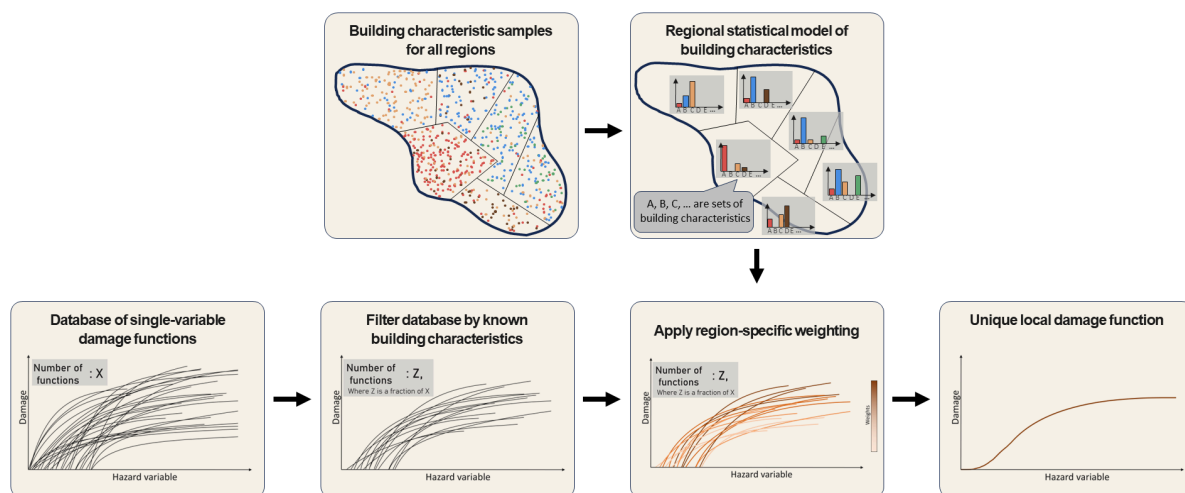 Building characteristic samples
for all regions
Regional statistical model of
building characteristics
A B C D E ...
A B C D E ...
A B C D E ...
A B C D E ...
A B C D E ...
A B C D E ...
A, B, C, ... are sets of
building characteristics
Database of single-variable
damage functions
Number of
functions : X
Damage
Hazard variable
Filter database by known
building characteristics
Number of
functions : Z,
Where Z is a fraction of X
Damage
Hazard variable
Apply region-specific weighting
Number of
functions : Z,
Where Z is a fraction of X
Damage
Weights
Hazard variable
Unique local damage function
Damage
Hazard variable